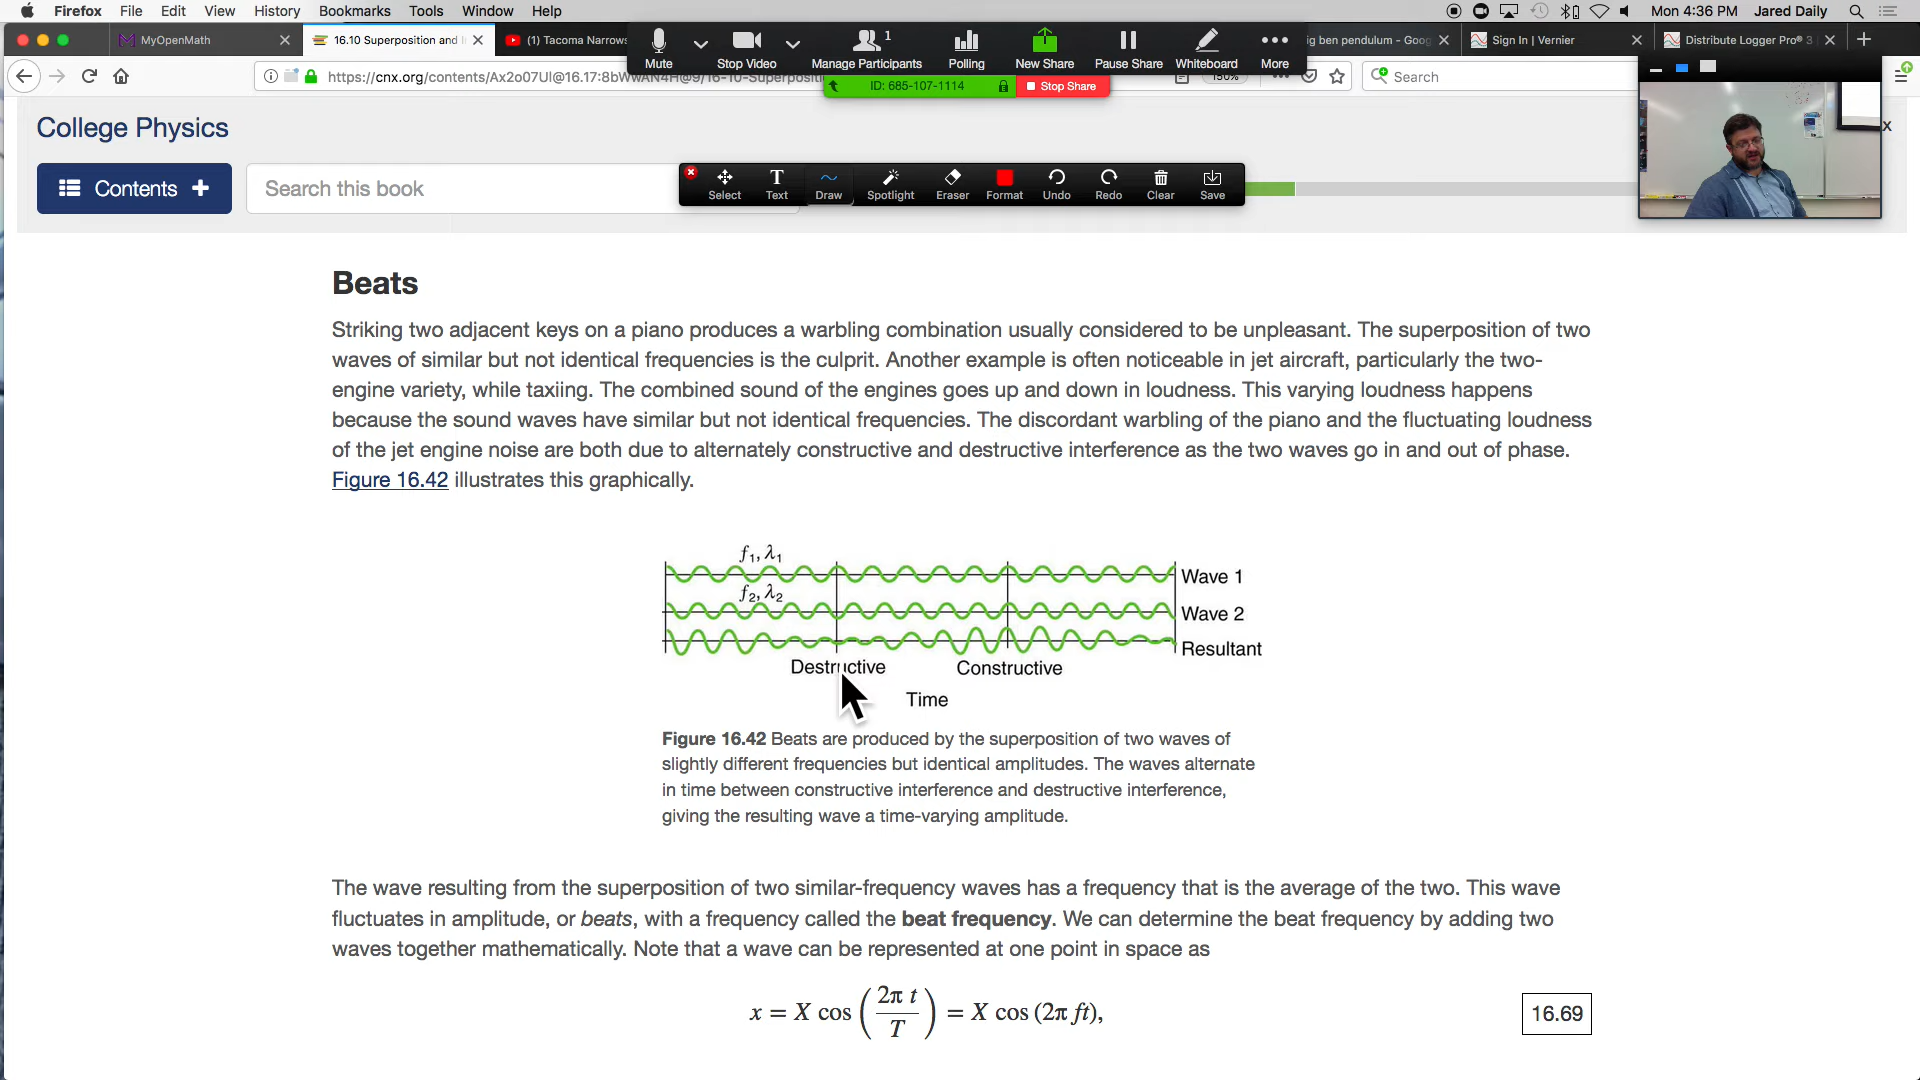 Firefox File Edit View History Bookmarks Tools Window Help Mon 4:36 PM Jared Daily
MyOpenMath 16.10 Superposition and I (1) Tacoma Narrows ig ben pendulum - Goog Sign In | Vernier Distribute Logger Pro® 3
Mute Stop Video Manage Participants 1 Polling New Share Pause Share Whiteboard More
ID: 685-107-1114 Stop Share
150% Search
College Physics
Contents
Search this book
Select Text Draw Spotlight Eraser Format Undo Redo Clear Save
Beats
Striking two adjacent keys on a piano produces a warbling combination usually considered to be unpleasant. The superposition of two
waves of similar but not identical frequencies is the culprit. Another example is often noticeable in jet aircraft, particularly the two-
engine variety, while taxiing. The combined sound of the engines goes up and down in loudness. This varying loudness happens
because the sound waves have similar but not identical frequencies. The discordant warbling of the piano and the fluctuating loudness
of the jet engine noise are both due to alternately constructive and destructive interference as the two waves go in and out of phase.
Figure 16.42 illustrates this graphically.
f₁, λ₁
Wave 1
f₂, λ₂
Wave 2
Resultant
Destructive Constructive
Time
Figure 16.42 Beats are produced by the superposition of two waves of
slightly different frequencies but identical amplitudes. The waves alternate
in time between constructive interference and destructive interference,
giving the resulting wave a time-varying amplitude.
The wave resulting from the superposition of two similar-frequency waves has a frequency that is the average of the two. This wave
fluctuates in amplitude, or beats, with a frequency called the beat frequency. We can determine the beat frequency by adding two
waves together mathematically. Note that a wave can be represented at one point in space as
x = X cos (2π t / T) = X cos (2π ft),
16.69